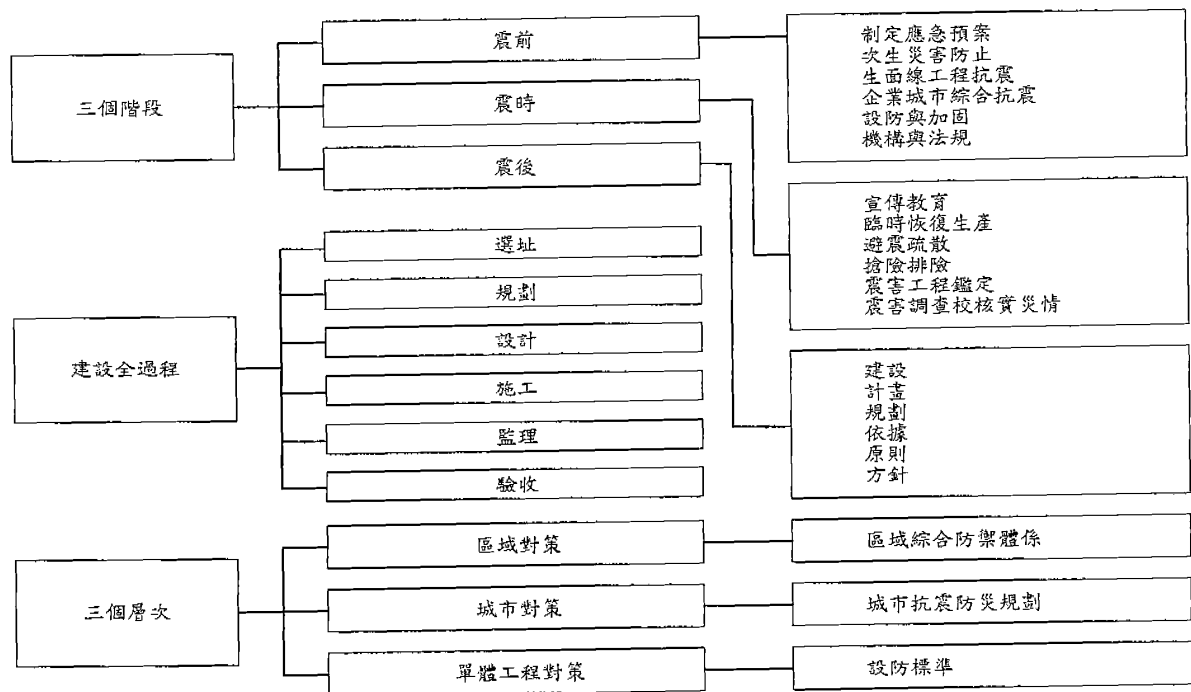 三個階段
震前
震時
震後
制定應急預案
次生災害防止
生面線工程抗震
企業城市綜合抗震
設防與加固
機構與法規
宣傳教育
臨時恢復生產
避震疏散
搶險排險
震害工程鑑定
震害調查校核實災情
建設
計畫
規劃
依據
原則
方針
建設全過程
選址
規劃
設計
施工
監理
驗收
三個層次
區域對策
城市對策
單體工程對策
區域綜合防禦體係
城市抗震防災規劃
設防標準